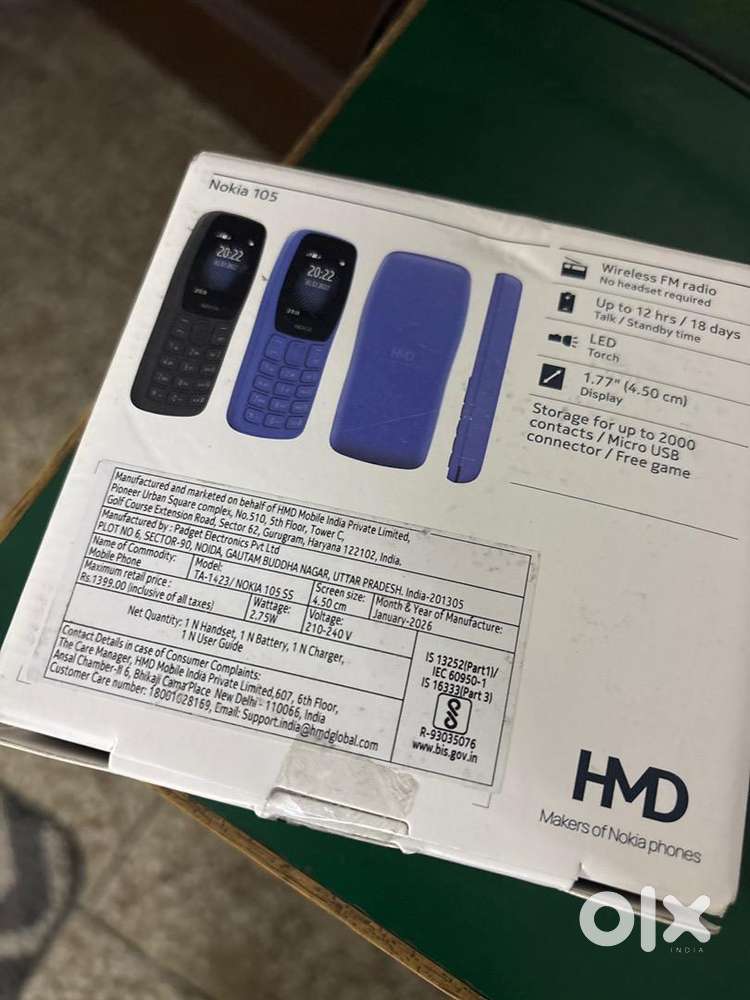 Nokia 105
Wireless FM radio
No headset required
Up to 12 hrs / 18 days
Talk / Standby time
LED
Torch
1.77" (4.50 cm)
Display
Storage for up to 2000
contacts / Micro USB
connector / Free game
20:22
20:22
NOKIA
NOKIA
HMD
Manufactured and marketed on behalf of HMD Mobile India Private Limited,
Pioneer Urban Square complex, No.510, 5th Floor, Tower C,
Golf Course Extension Road, Sector 62, Gurugram, Haryana 122102, India.
Manufactured by : Padget Electronics Pvt Ltd
PLOT NO 6, SECTOR-90, NOIDA, GAUTAM BUDDHA NAGAR, UTTAR PRADESH. India-201305
Name of Commodity:
Mobile Phone
Model:
TA-1423/ NOKIA 105 SS
Screen size:
4.50 cm
Month & Year of Manufacture:
January-2026
Maximum retail price :
Rs.1399.00 (inclusive of all taxes)
Wattage:
2.75W
Voltage:
210-240 V
Net Quantity: 1 N Handset, 1 N Battery, 1 N Charger,
1 N User Guide
Contact Details in case of Consumer Complaints:
The Care Manager, HMD Mobile India Private Limited,607, 6th Floor,
Ansal Chamber-II 6, Bhikaji Cama Place New Delhi - 110066, India
Customer Care number: 18001028169, Email: Support.india@hmdglobal.com
IS 13252(Part1)/
IEC 60950-1
IS 16333(Part 3)
R-93035076
www.bis.gov.in
HMD
Makers of Nokia phones
olx
INDIA